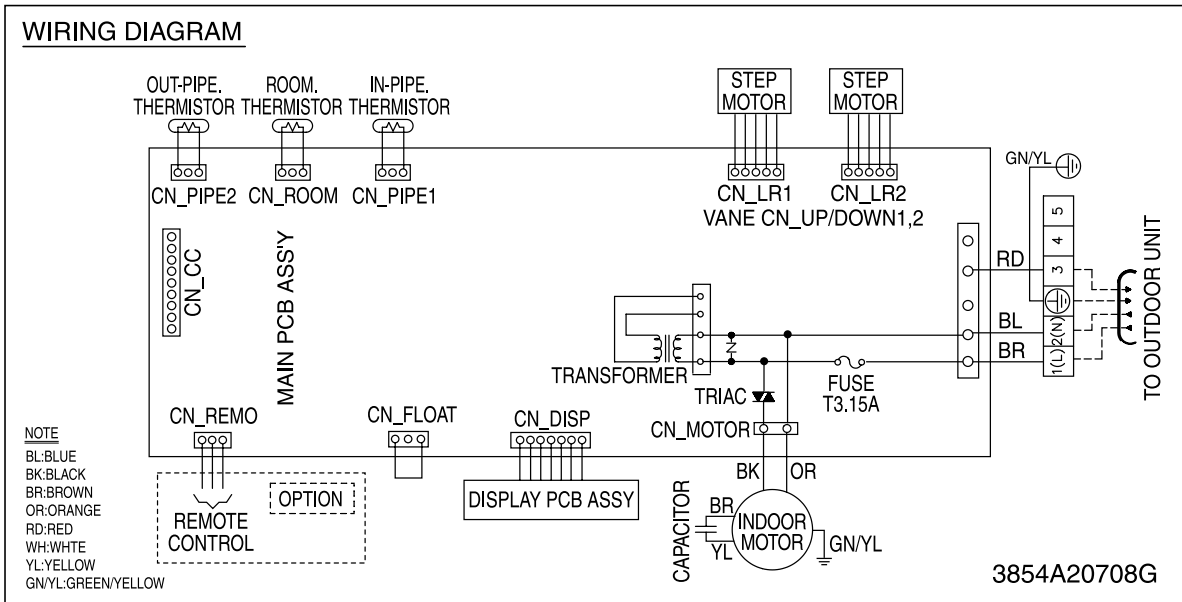 WIRING DIAGRAM
OUT-PIPE. THERMISTOR
ROOM. THERMISTOR
IN-PIPE. THERMISTOR
STEP MOTOR
STEP MOTOR
CN_PIPE2
CN_ROOM
CN_PIPE1
CN_LR1
CN_LR2
VANE CN_UP/DOWN1,2
GN/YL
5
4
3
2(N)
1(L)
RD
BL
BR
TO OUTDOOR UNIT
CN_CC
MAIN PCB ASS'Y
TRANSFORMER
Z
FUSE
T3.15A
TRIAC
CN_MOTOR
CN_REMO
CN_FLOAT
CN_DISP
BK
OR
REMOTE CONTROL
OPTION
DISPLAY PCB ASSY
CAPACITOR
BR
YL
INDOOR MOTOR
GN/YL
NOTE
BL:BLUE
BK:BLACK
BR:BROWN
OR:ORANGE
RD:RED
WH:WHTE
YL:YELLOW
GN/YL:GREEN/YELLOW
3854A20708G